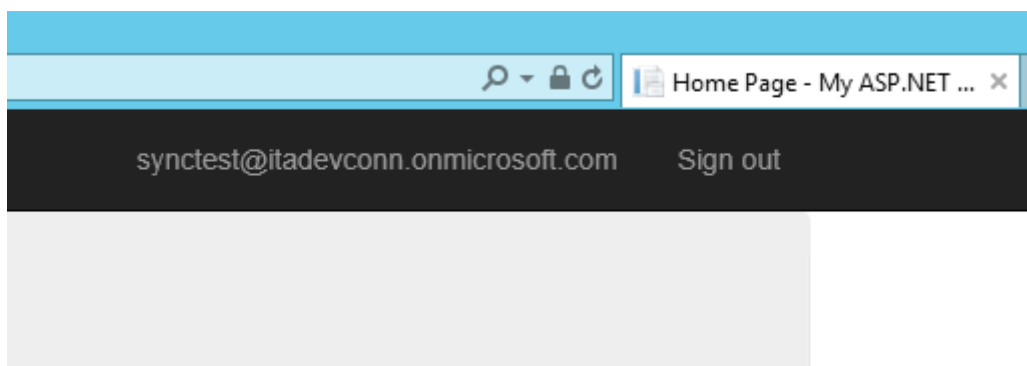 Home Page - My ASP.NET ...
synctest@itadevconn.onmicrosoft.com Sign out